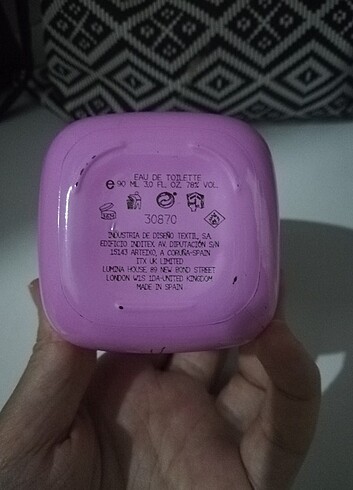 EAU DE TOILETTE
e 90 ML 3.0 FL. OZ. 78% VOL.
30870
INDUSTRIA DE DISEÑO TEXTIL, S.A.
EDIFICIO INDITEX AV. DIPUTACIÓN S/N
15143 ARTEIXO, A CORUÑA-SPAIN
ITX UK LIMITED
LUMINA HOUSE, 89 NEW BOND STREET
LONDON W1S 1DA-UNITED KINGDOM
MADE IN SPAIN